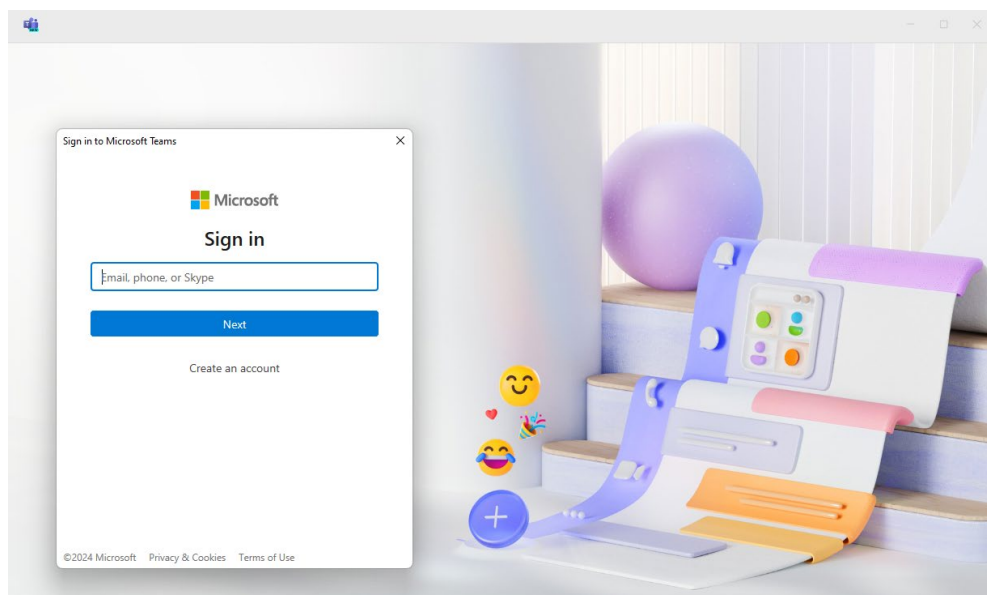 Sign in to Microsoft Teams
Microsoft
Sign in
Email, phone, or Skype
Next
Create an account
©2024 Microsoft Privacy & Cookies Terms of Use